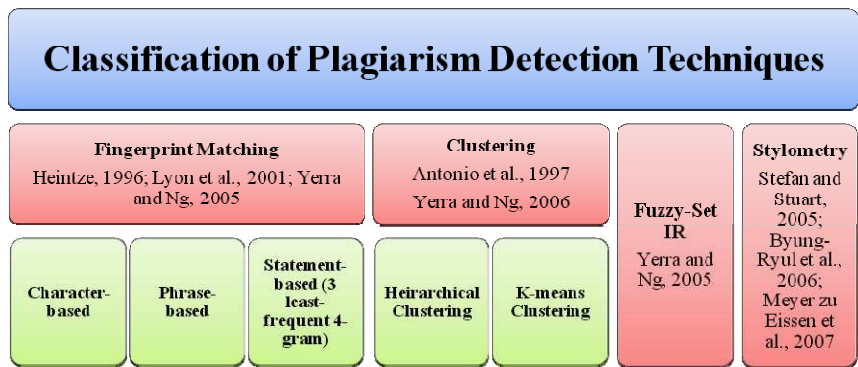 Classification of Plagiarism Detection Techniques
Fingerprint Matching
Heintze, 1996; Lyon et al., 2001; Yerra
and Ng, 2005
Character-
based
Phrase-
based
Statement-
based (3
least-
frequent 4-
gram)
Clustering
Antonio et al., 1997
Yerra and Ng, 2006
Heirarchical
Clustering
K-means
Clustering
Fuzzy-Set
IR
Yerra and
Ng, 2005
Stylometry
Stefan and
Stuart,
2005;
Byung-
Ryul et al.,
2006;
Meyer zu
Eissen et
al., 2007